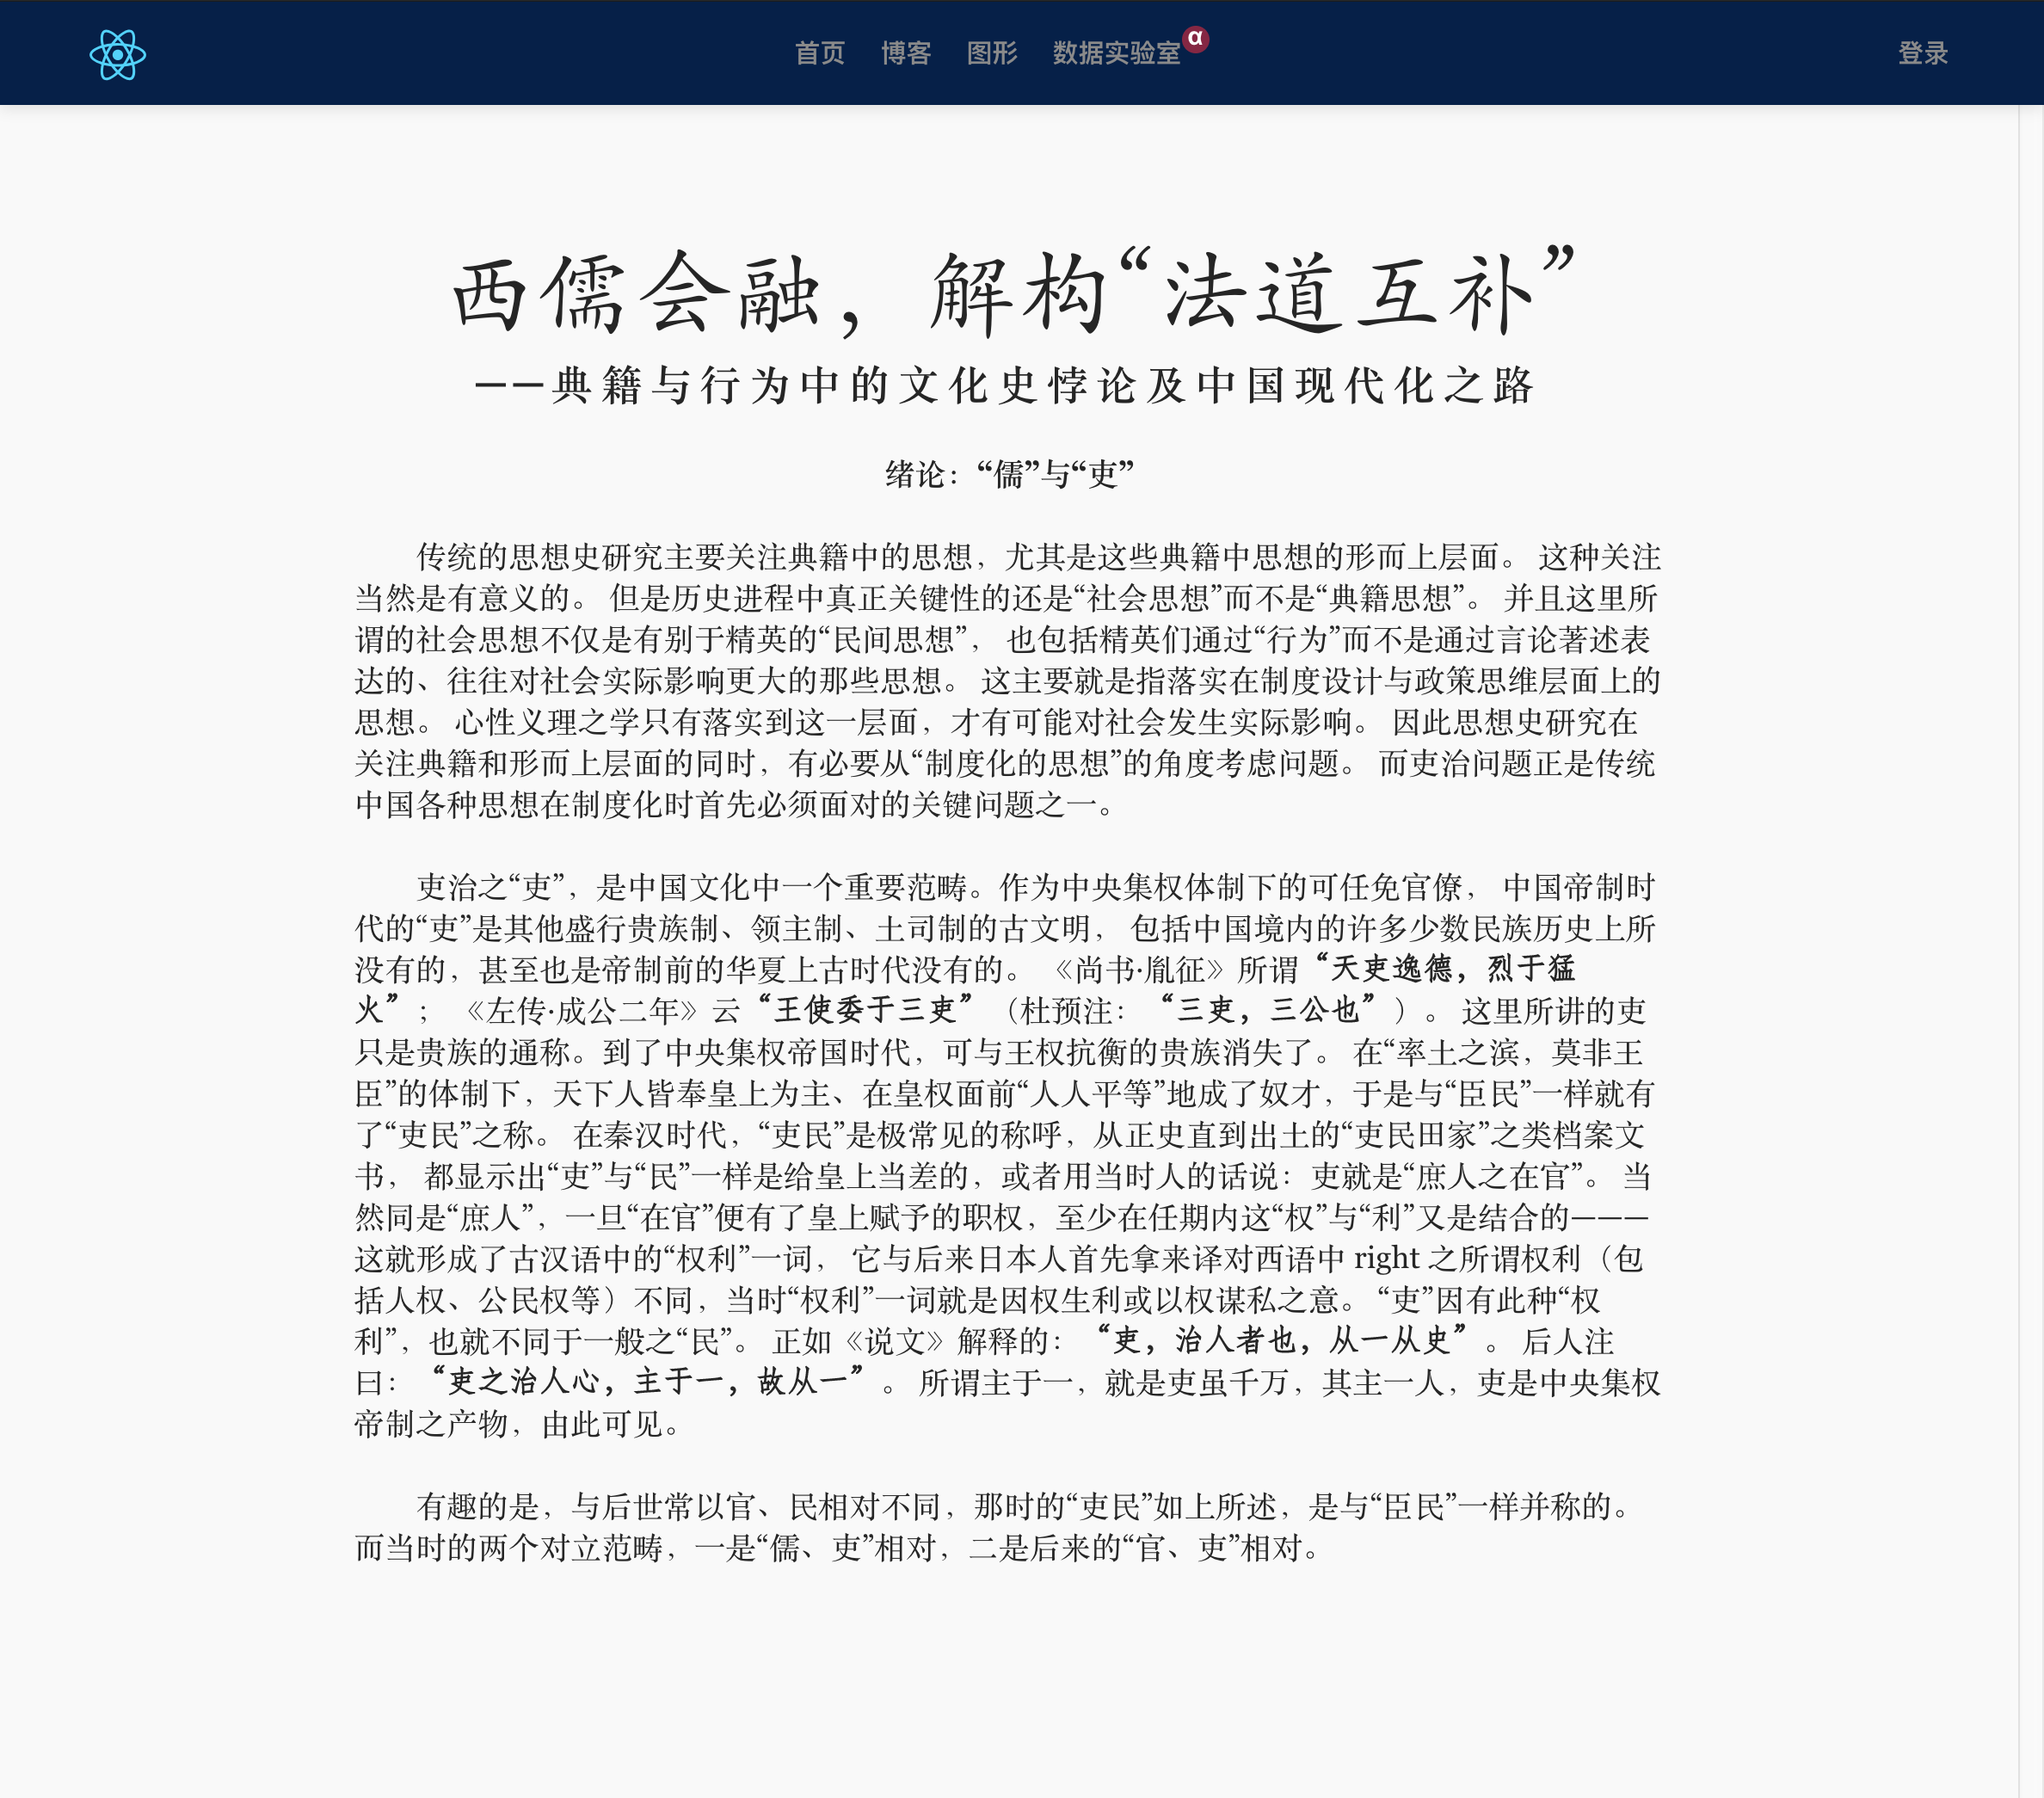 首页 博客 图形 数据实验室 α 登录
西儒会融，解构“法道互补”
——典籍与行为中的文化史悖论及中国现代化之路
绪论：“儒”与“吏”
传统的思想史研究主要关注典籍中的思想，尤其是这些典籍中思想的形而上层面。 这种关注
当然是有意义的。 但是历史进程中真正关键性的还是“社会思想”而不是“典籍思想”。 并且这里所
谓的社会思想不仅是有别于精英的“民间思想”， 也包括精英们通过“行为”而不是通过言论著述表
达的、往往对社会实际影响更大的那些思想。 这主要就是指落实在制度设计与政策思维层面上的
思想。 心性义理之学只有落实到这一层面，才有可能对社会发生实际影响。 因此思想史研究在
关注典籍和形而上层面的同时，有必要从“制度化的思想”的角度考虑问题。 而吏治问题正是传统
中国各种思想在制度化时首先必须面对的关键问题之一。
吏治之“吏”，是中国文化中一个重要范畴。作为中央集权体制下的可任免官僚， 中国帝制时
代的“吏”是其他盛行贵族制、领主制、土司制的古文明， 包括中国境内的许多少数民族历史上所
没有的，甚至也是帝制前的华夏上古时代没有的。 《尚书·胤征》所谓“天吏逸德，烈于猛
火”； 《左传·成公二年》云“王使委于三吏”（杜预注：“三吏，三公也”）。 这里所讲的吏
只是贵族的通称。到了中央集权帝国时代，可与王权抗衡的贵族消失了。 在“率土之滨，莫非王
臣”的体制下，天下人皆奉皇上为主、在皇权面前“人人平等”地成了奴才，于是与“臣民”一样就有
了“吏民”之称。 在秦汉时代，“吏民”是极常见的称呼，从正史直到出土的“吏民田家”之类档案文
书， 都显示出“吏”与“民”一样是给皇上当差的，或者用当时人的话说：吏就是“庶人之在官”。 当
然同是“庶人”，一旦“在官”便有了皇上赋予的职权，至少在任期内这“权”与“利”又是结合的———
这就形成了古汉语中的“权利”一词， 它与后来日本人首先拿来译对西语中 right 之所谓权利（包
括人权、公民权等）不同，当时“权利”一词就是因权生利或以权谋私之意。 “吏”因有此种“权
利”，也就不同于一般之“民”。 正如《说文》解释的：“吏，治人者也，从一从史”。 后人注
曰：“吏之治人心，主于一，故从一”。 所谓主于一，就是吏虽千万，其主一人，吏是中央集权
帝制之产物，由此可见。
有趣的是，与后世常以官、民相对不同，那时的“吏民”如上所述，是与“臣民”一样并称的。
而当时的两个对立范畴，一是“儒、吏”相对，二是后来的“官、吏”相对。